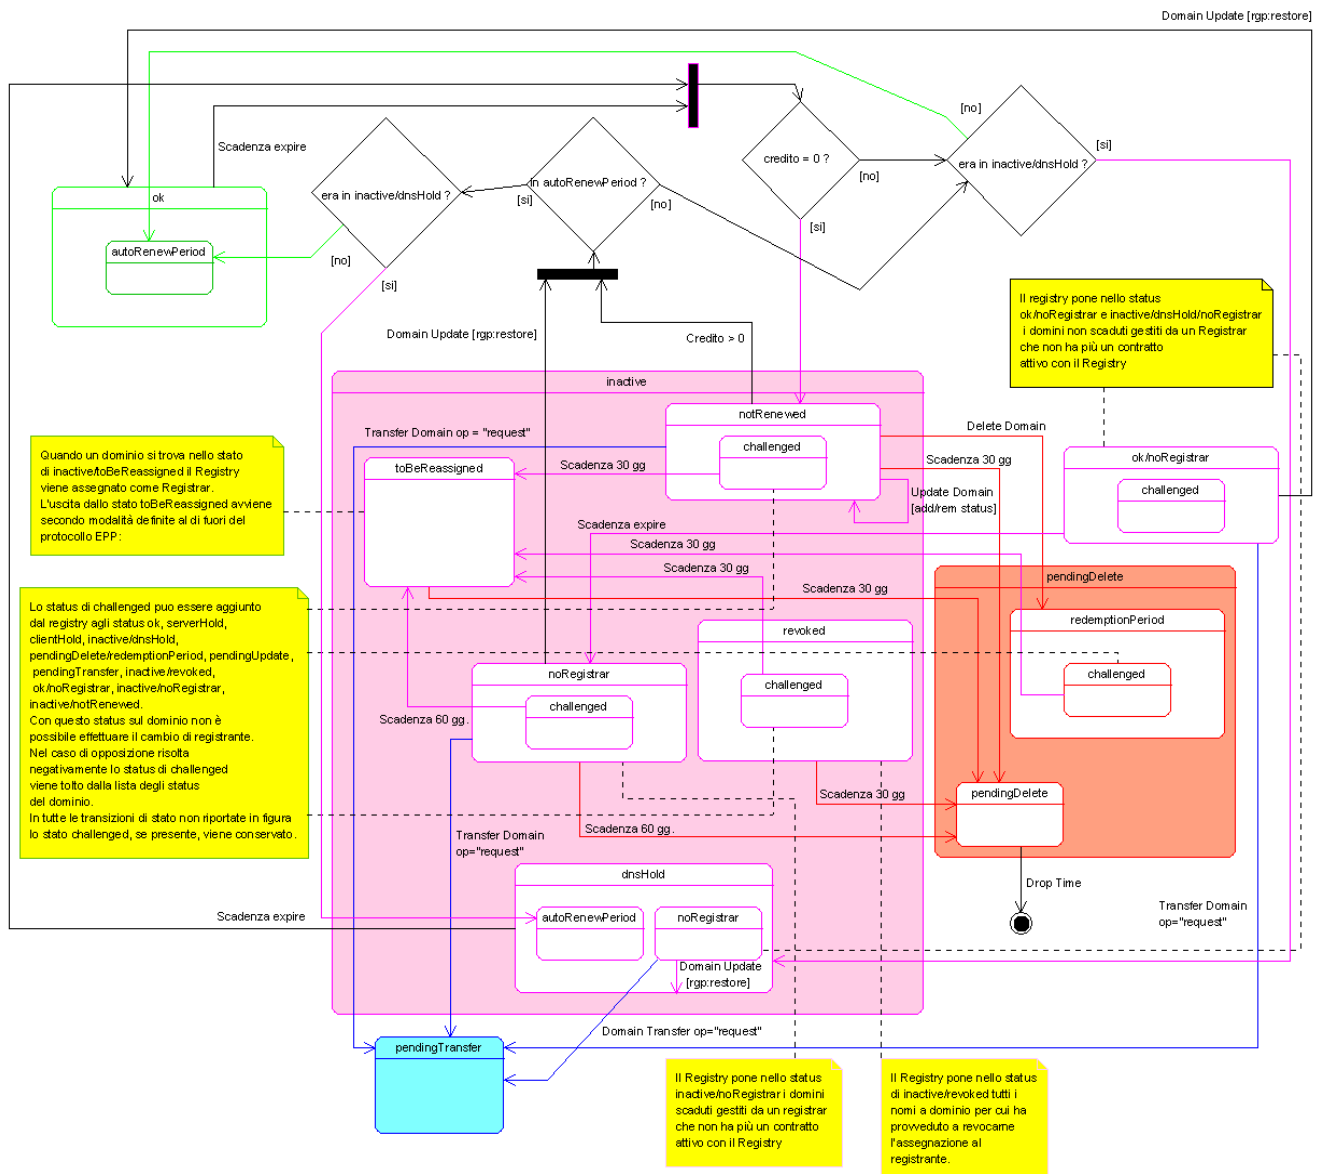 Domain Update [rgp:restore]
[no]
[si]
Scadenza expire
credito = 0 ?
era in inactive/dnsHold ?
[no]
ok
era in inactive/dnsHold ?
in autoRenewPeriod ?
[si]
[no]
[si]
autoRenewPeriod
[no]
[si]
Il registry pone nello status
ok/noRegistrar e inactive/dnsHold/noRegistrar
i domini non scaduti gestiti da un Registrar
che non ha più un contratto
attivo con il Registry
Domain Update [rgp:restore]
Credito > 0
inactive
notRenewed
challenged
Transfer Domain op = "request"
Delete Domain
Quando un dominio si trova nello stato
di inactive/toBeReassigned il Registry
viene assegnato come Registrar.
L'uscita dallo stato toBeReassigned avviene
secondo modalità definite al di fuori del
protocollo EPP:
toBeReassigned
Scadenza 30 gg
Scadenza 30 gg
ok/noRegistrar
challenged
Update Domain
[add/rem status]
Scadenza expire
Scadenza 30 gg
Scadenza 30 gg
Scadenza 30 gg
pendingDelete
redemptionPeriod
challenged
Lo status di challenged puo essere aggiunto
dal registry agli status ok, serverHold,
clientHold, inactive/dnsHold,
pendingDelete/redemptionPeriod, pendingUpdate,
pendingTransfer, inactive/revoked,
ok/noRegistrar, inactive/noRegistrar,
inactive/notRenewed.
Con questo status sul dominio non è
possibile effettuare il cambio di registrante.
Nel caso di opposizione risolta
negativamente lo status di challenged
viene tolto dalla lista degli status
del dominio.
In tutte le transizioni di stato non riportate in figura
lo stato challenged, se presente, viene conservato.
revoked
challenged
noRegistrar
challenged
Scadenza 60 gg.
Scadenza 30 gg
pendingDelete
Scadenza 60 gg.
Transfer Domain
op="request"
dnsHold
Drop Time
Scadenza expire
autoRenewPeriod
noRegistrar
Transfer Domain
op="request"
Domain Update
[rgp:restore]
Domain Transfer op="request"
pendingTransfer
Il Registry pone nello status
inactive/noRegistrar i domini
scaduti gestiti da un registrar
che non ha più un contratto
attivo con il Registry
Il Registry pone nello status
di inactive/revoked tutti i
nomi a dominio per cui ha
provveduto a revocarne
l'assegnazione al
registrante.